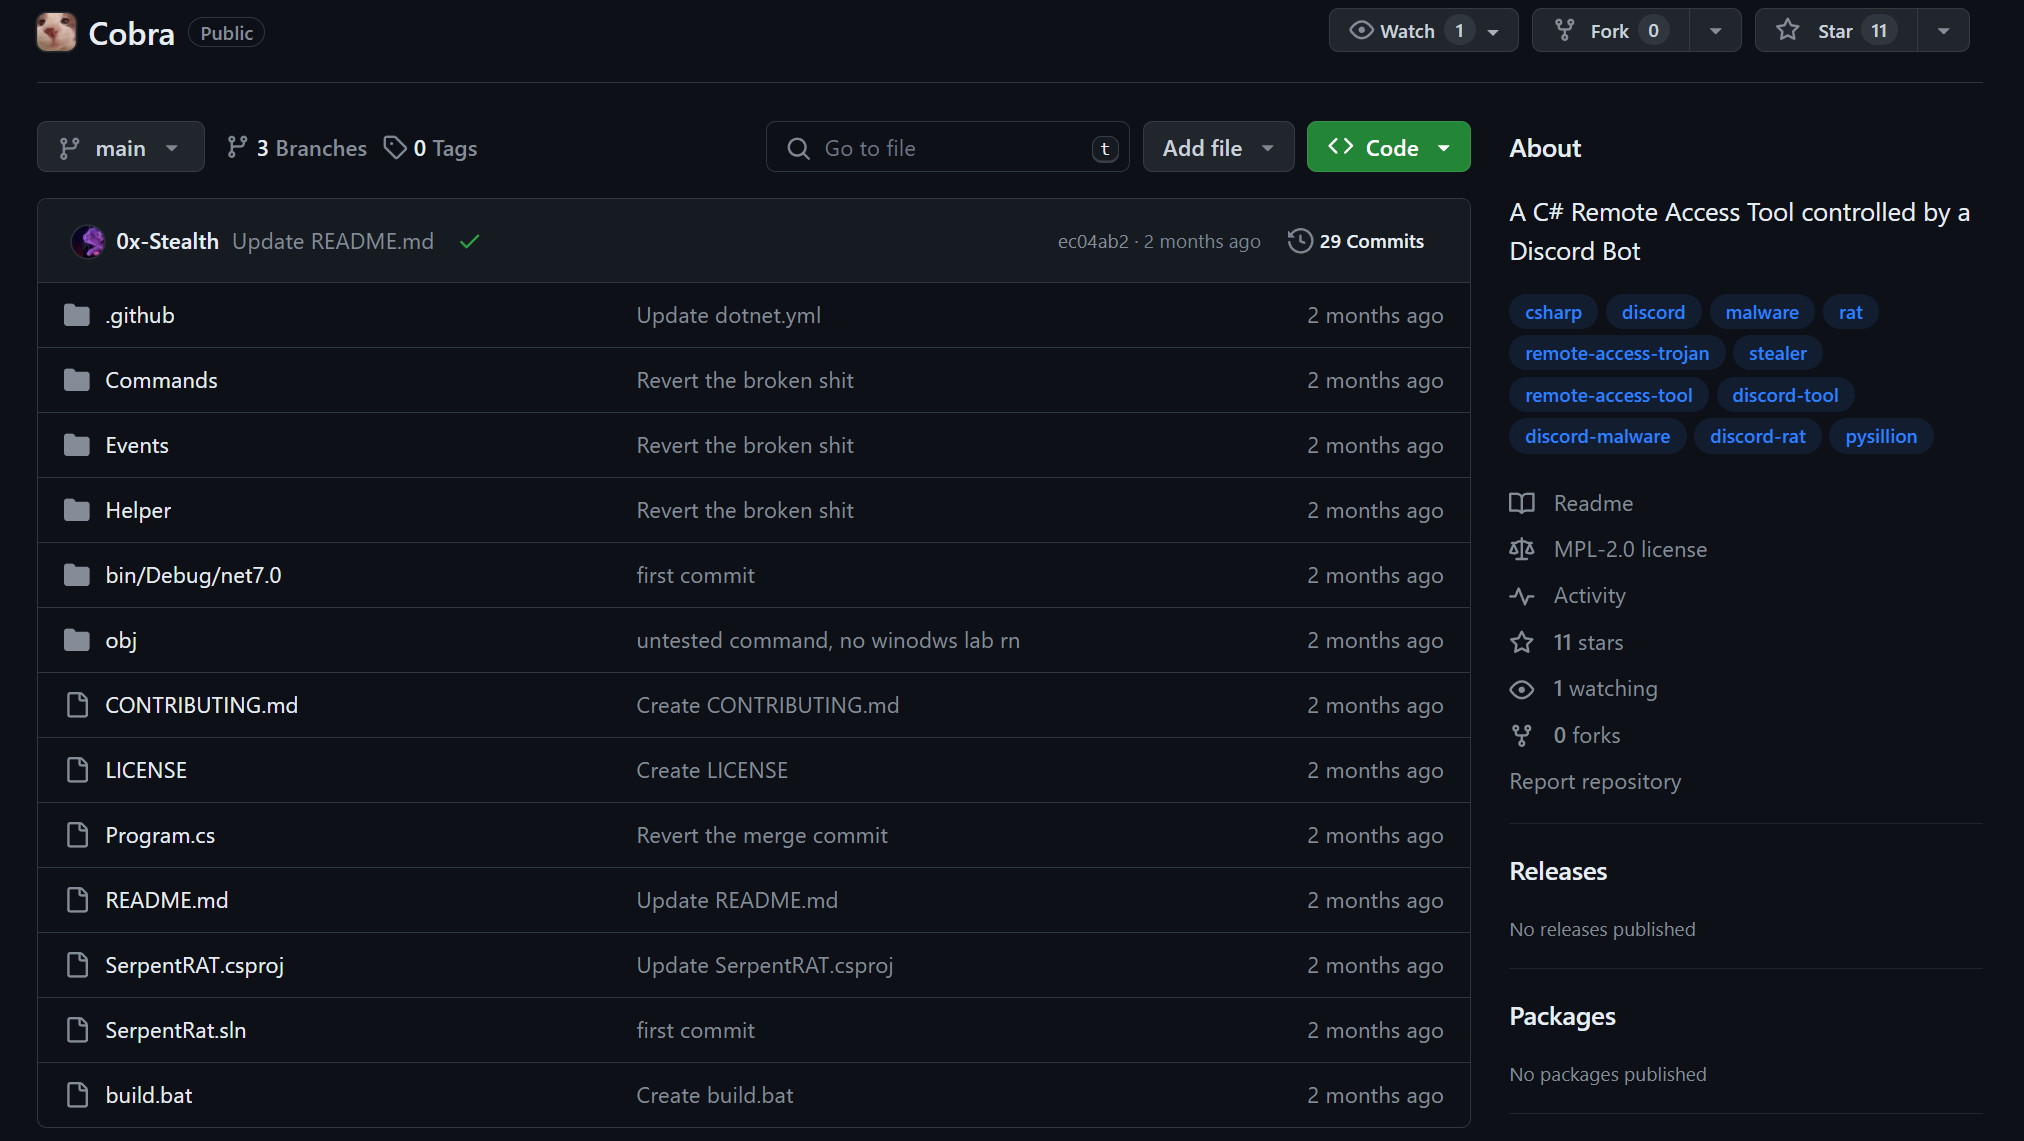 Cobra Public Watch 1 Fork 0 Star 11
main 3 Branches 0 Tags Go to file t Add file Code
0x-Stealth Update README.md ec04ab2 · 2 months ago 29 Commits
.github Update dotnet.yml 2 months ago
Commands Revert the broken shit 2 months ago
Events Revert the broken shit 2 months ago
Helper Revert the broken shit 2 months ago
bin/Debug/net7.0 first commit 2 months ago
obj untested command, no winodws lab rn 2 months ago
CONTRIBUTING.md Create CONTRIBUTING.md 2 months ago
LICENSE Create LICENSE 2 months ago
Program.cs Revert the merge commit 2 months ago
README.md Update README.md 2 months ago
SerpentRAT.csproj Update SerpentRAT.csproj 2 months ago
SerpentRat.sln first commit 2 months ago
build.bat Create build.bat 2 months ago
About
A C# Remote Access Tool controlled by a
Discord Bot
csharp discord malware rat
remote-access-trojan stealer
remote-access-tool discord-tool
discord-malware discord-rat pysillion
Readme
MPL-2.0 license
Activity
11 stars
1 watching
0 forks
Report repository
Releases
No releases published
Packages
No packages published